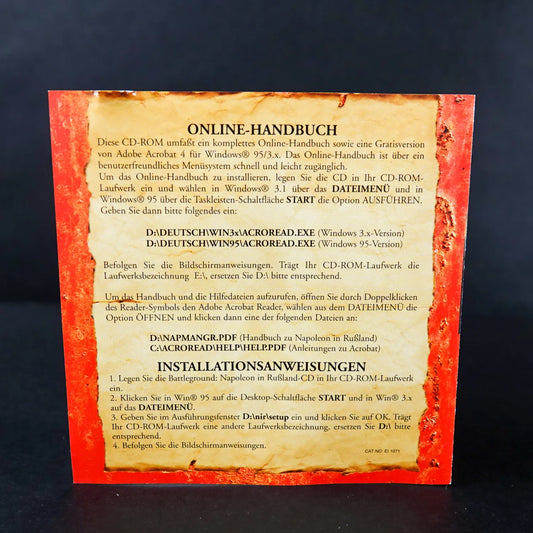 ONLINE-HANDBUCH
Diese CD-ROM umfaßt ein komplettes Online-Handbuch sowie eine Gratisversion
von Adobe Acrobat 4 für Windows® 95/3.x. Das Online-Handbuch ist über ein
benutzerfreundliches Menüsystem schnell und leicht zugänglich.
Um das Online-Handbuch zu installieren, legen Sie die CD in Ihr CD-ROM-
Laufwerk ein und wählen in Windows® 3.1 über das DATEIMENÜ und in
Windows® 95 über die Taskleisten-Schaltfläche START die Option AUSFÜHREN.
Geben Sie dann bitte folgendes ein:
D:\DEUTSCH\WIN3x\ACROREAD.EXE (Windows 3.x-Version)
D:\DEUTSCH\WIN95\ACROREAD.EXE (Windows 95-Version)
Befolgen Sie die Bildschirmanweisungen. Trägt Ihr CD-ROM-Laufwerk die
Laufwerksbezeichnung E:\, ersetzen Sie D:\ bitte entsprechend.
Um das Handbuch und die Hilfedateien aufzurufen, öffnen Sie durch Doppelklicken
des Reader-Symbols den Adobe Acrobat Reader, wählen aus dem DATEIMENÜ die
Option ÖFFNEN und klicken dann eine der folgenden Dateien an:
D:\NAPMANGR.PDF (Handbuch zu Napoleon in Rußland)
C:\ACROREAD\HELP\HELP.PDF (Anleitungen zu Acrobat)
INSTALLATIONSANWEISUNGEN
1. Legen Sie die Battleground: Napoleon in Rußland-CD in Ihr CD-ROM-Laufwerk
ein.
2. Klicken Sie in Win® 95 auf die Desktop-Schaltfläche START und in Win® 3.x
auf das DATEIMENÜ.
3. Geben Sie im Ausführungsfenster D:\nir\setup ein und klicken Sie auf OK. Trägt
Ihr CD-ROM-Laufwerk eine andere Laufwerksbezeichnung, ersetzen Sie D:\ bitte
entsprechend.
4. Befolgen Sie die Bildschirmanweisungen.
CAT NO: EI 1071